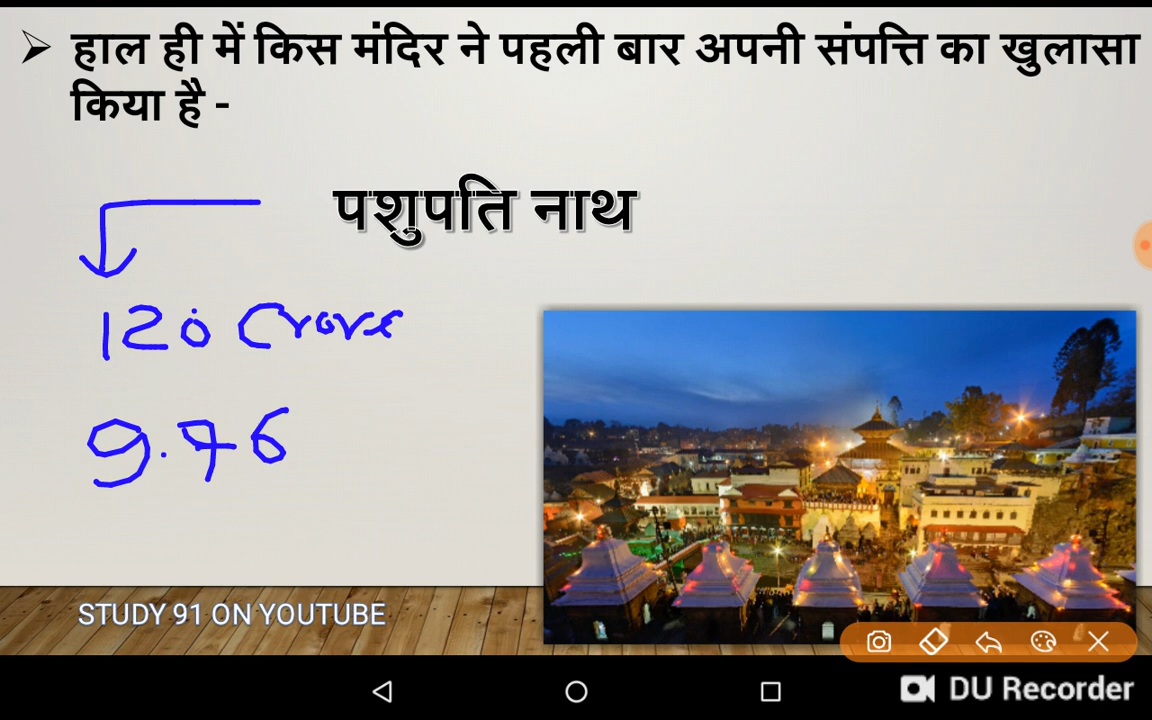 ➢ हाल ही में किस मंदिर ने पहली बार अपनी संपत्ति का खुलासा
किया है -
पशुपति नाथ
120 Crore
9.76
STUDY 91 ON YOUTUBE
DU Recorder